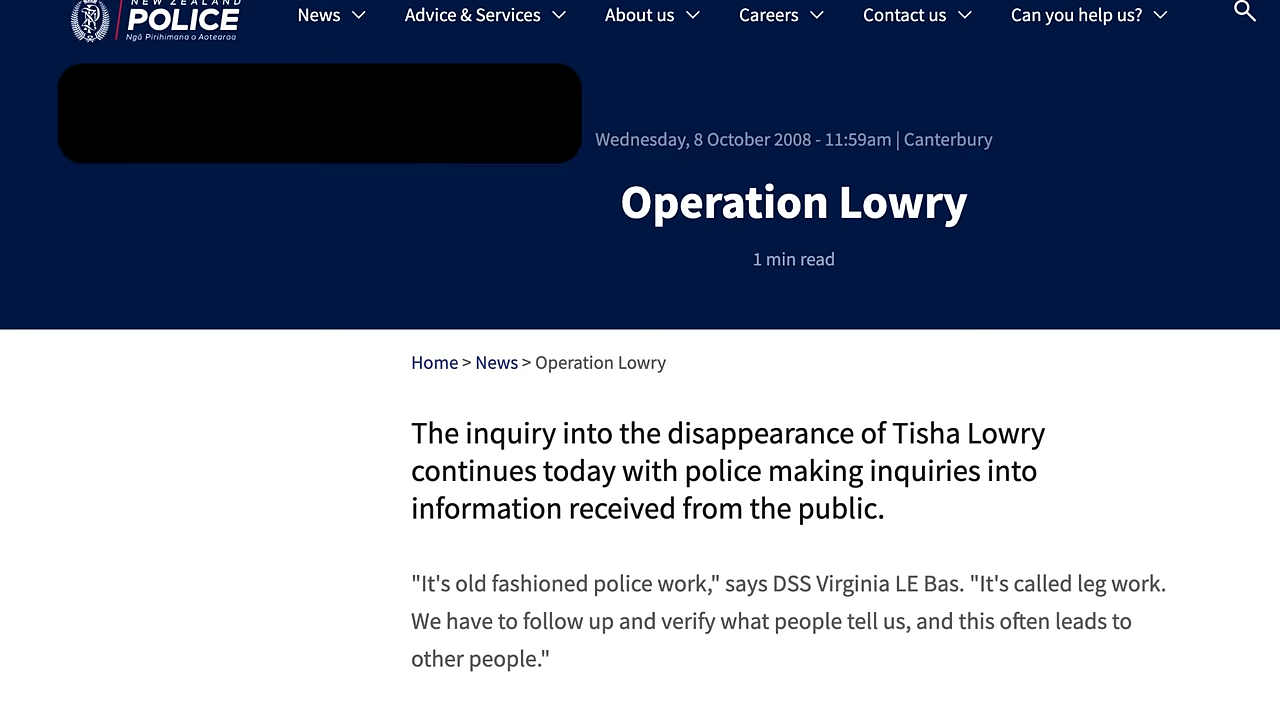 NEW ZEALAND
POLICE
Ngā Pirihimana o Aotearoa
News
Advice & Services
About us
Careers
Contact us
Can you help us?
Wednesday, 8 October 2008 - 11:59am | Canterbury
Operation Lowry
1 min read
Home > News > Operation Lowry
The inquiry into the disappearance of Tisha Lowry
continues today with police making inquiries into
information received from the public.
"It's old fashioned police work," says DSS Virginia LE Bas. "It's called leg work.
We have to follow up and verify what people tell us, and this often leads to
other people."